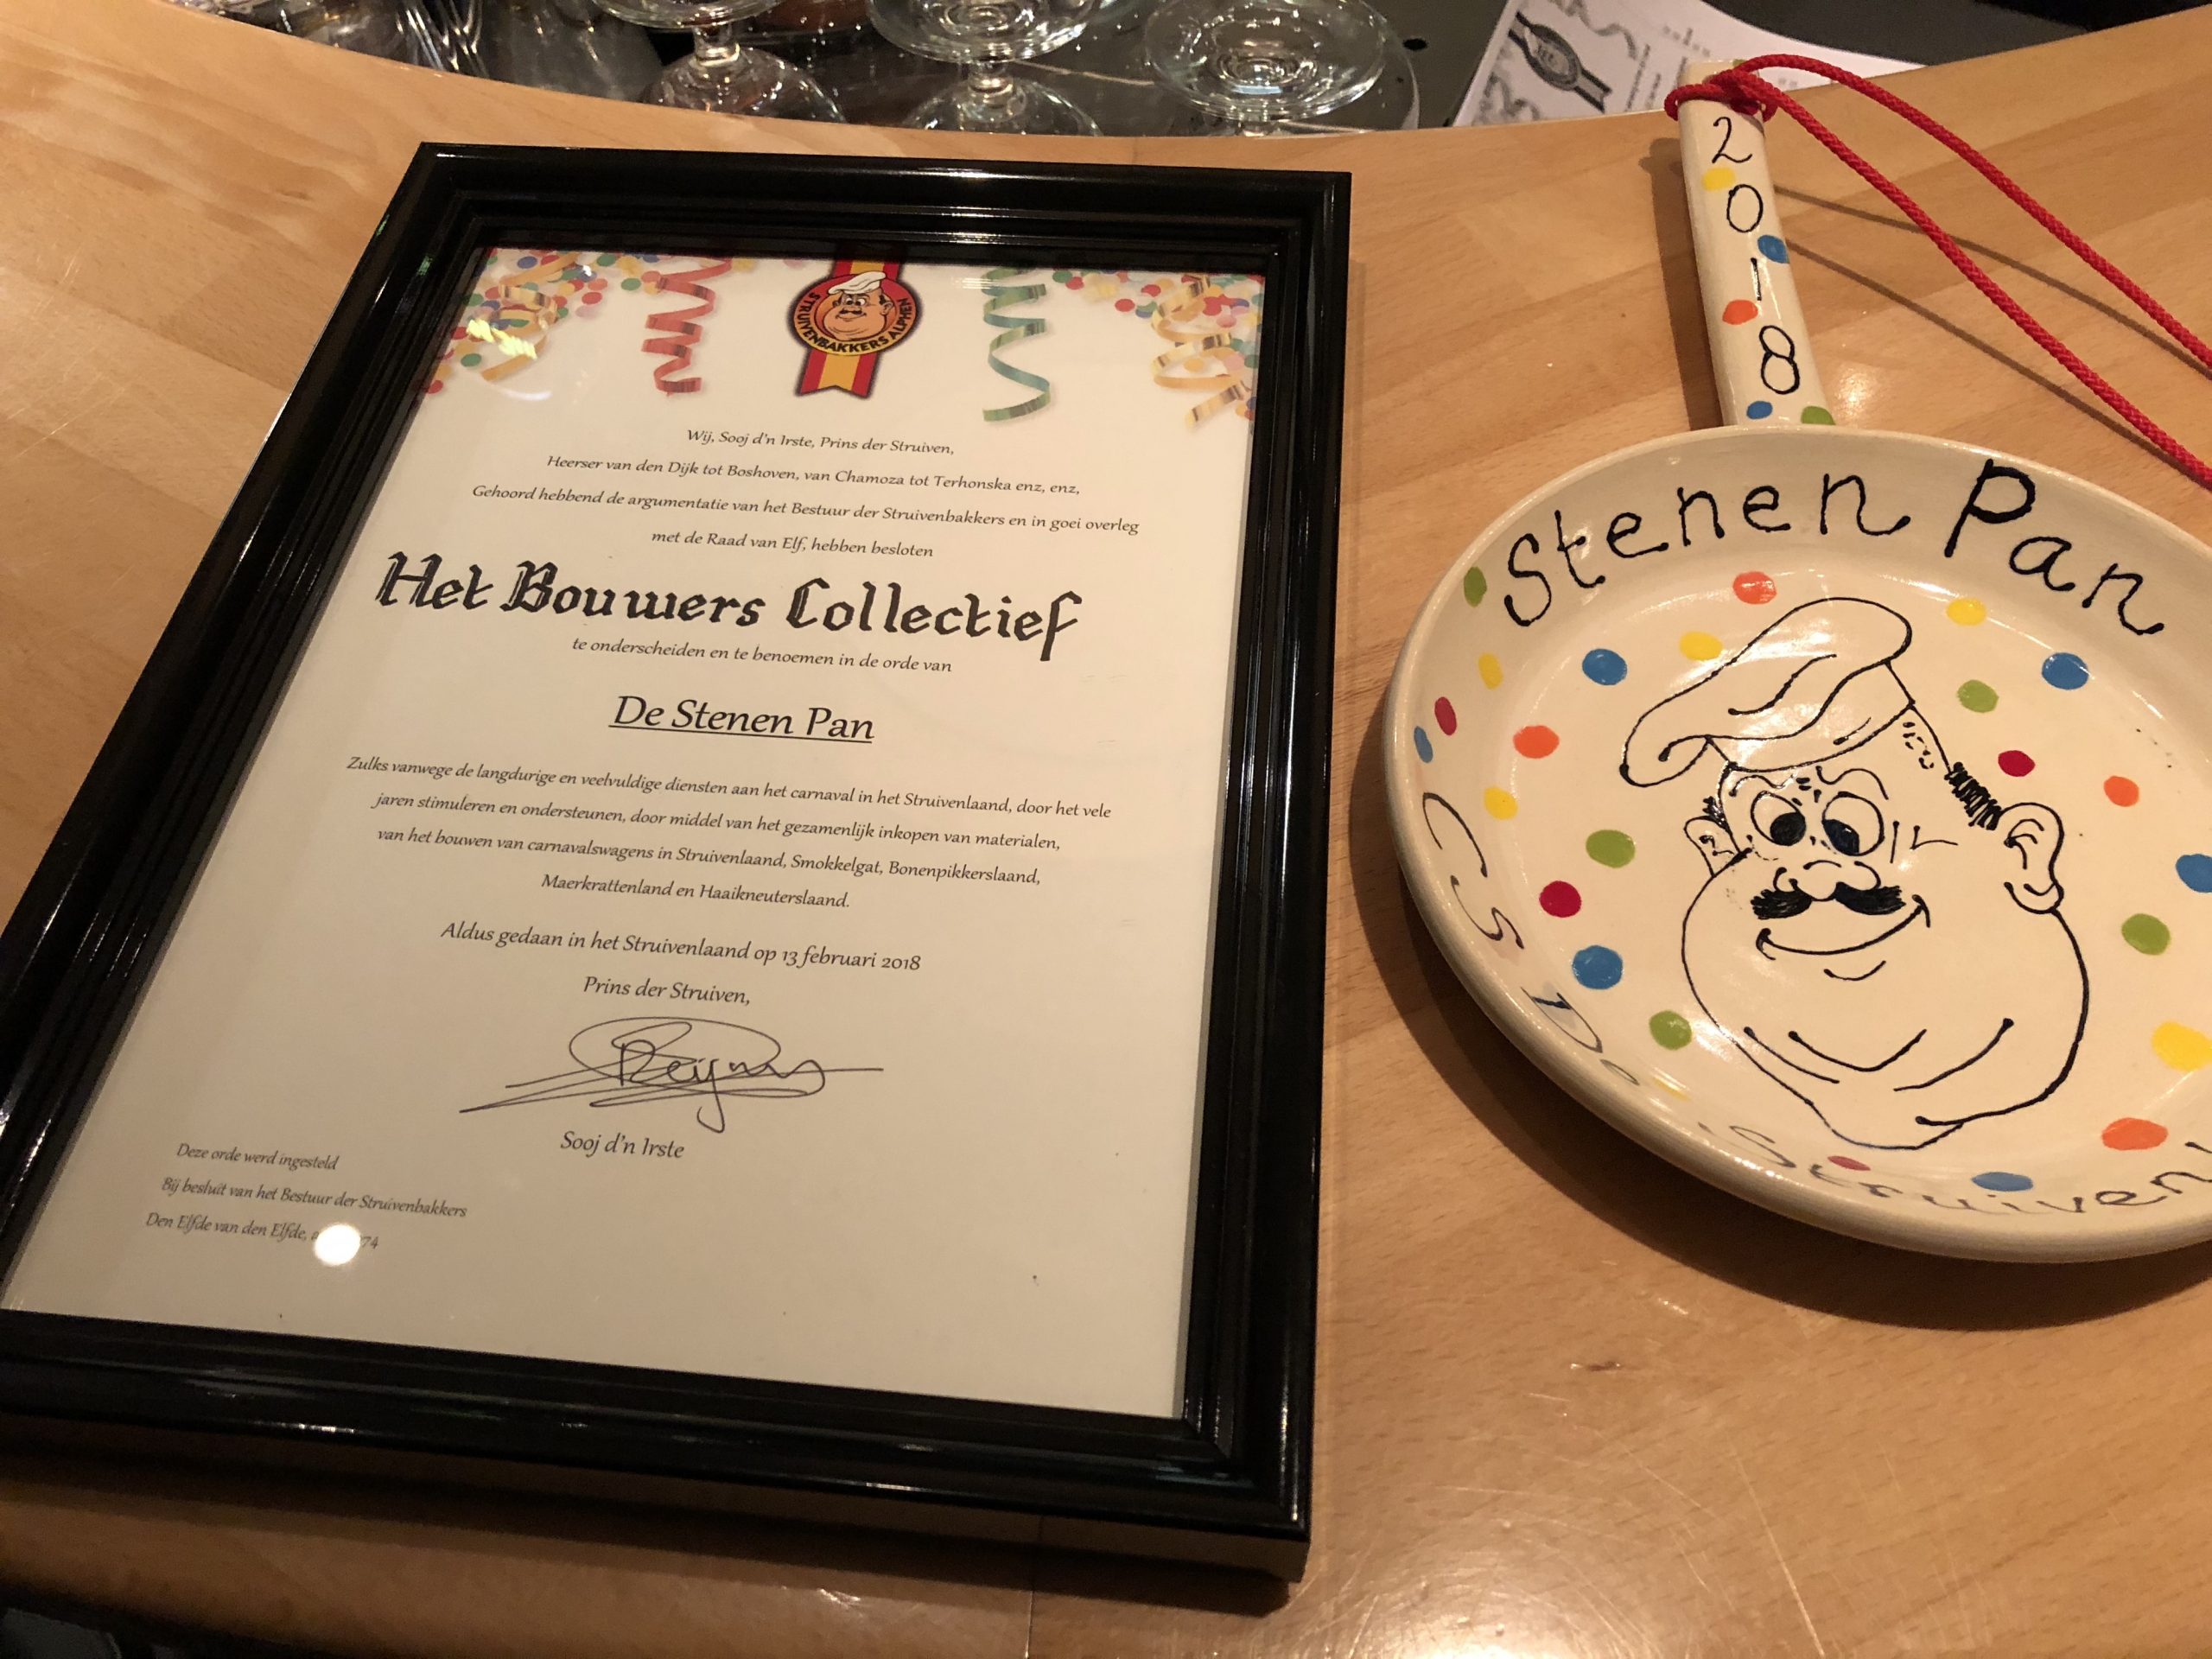 STRUIVENBAKKERS ALPHEN
Wij, Sooj d'n Irste, Prins der Struiven,
Heerser van den Dijk tot Boshoven, van Chamoza tot Terhonska enz, enz,
Gehoord hebbend de argumentatie van het Bestuur der Struivenbakkers en in goei overleg
met de Raad van Elf, hebben besloten
Het Bouwers Collectief
te onderscheiden en te benoemen in de orde van
De Stenen Pan
Zulks vanwege de langdurige en veelvuldige diensten aan het carnaval in het Struivenlaand, door het vele
jaren stimuleren en ondersteunen, door middel van het gezamenlijk inkopen van materialen,
van het bouwen van carnavalswagens in Struivenlaand, Smokkelgat, Bonenpikkerslaand,
Maerkrattenland en Haaikneuterslaand.
Aldus gedaan in het Struivenlaand op 13 februari 2018
Prins der Struiven,
Sooj d'n Irste
Deze orde werd ingesteld
Bij besluit van het Bestuur der Struivenbakkers
Den Elfde van den Elfde,
2018
Stenen Pan
CS De
Struiven